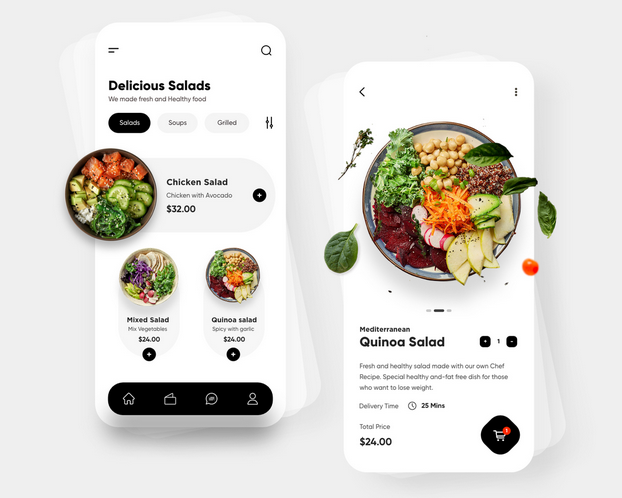 Delicious Salads
We made fresh and Healthy food
Salads
Soups
Grilled
Chicken Salad
Chicken with Avocado
$32.00
Mixed Salad
Mix Vegetables
$24.00
Quinoa salad
Spicy with garlic
$24.00
Mediterranean
Quinoa Salad
1
Fresh and healthy salad made with our own Chef
Recipe. Special healthy and-fat free dish for those
who want to lose weight.
Delivery Time
25 Mins
Total Price
$24.00
1